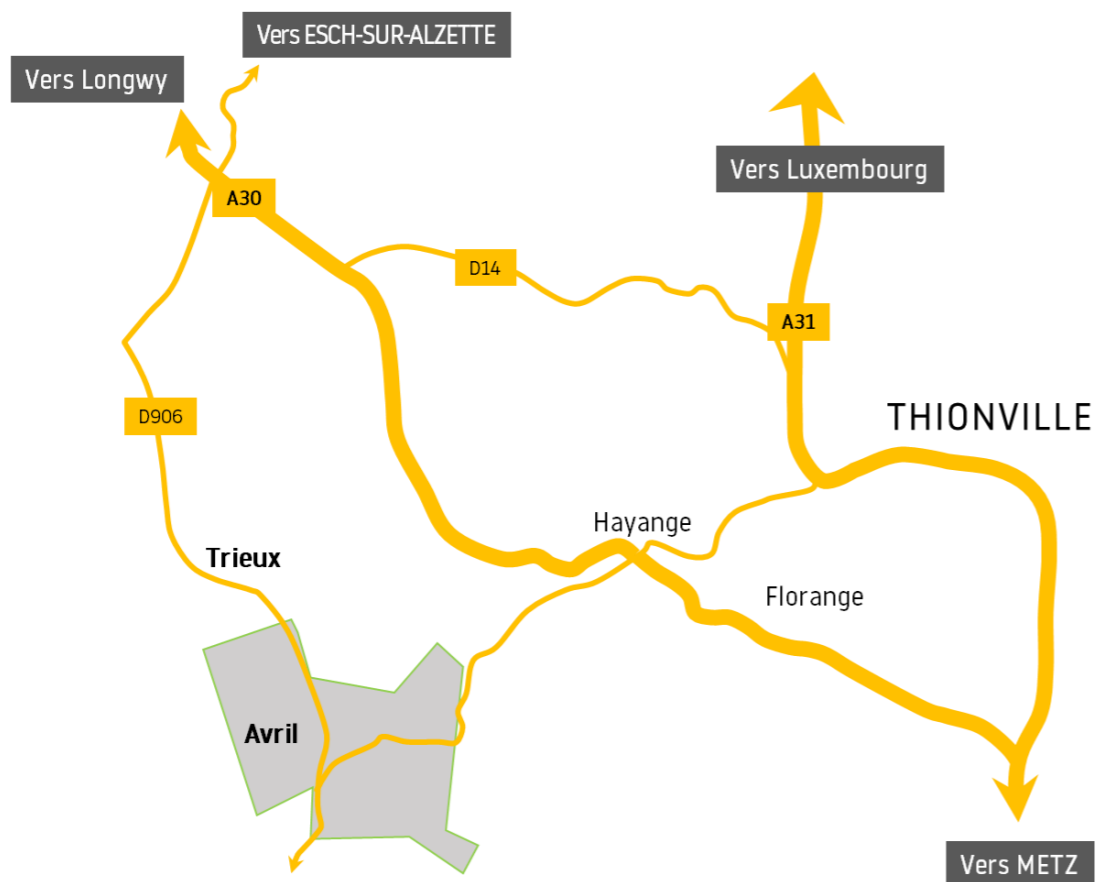 Vers ESCH-SUR-ALZETTE
Vers Longwy
Vers Luxembourg
A30
D14
A31
D906
THIONVILLE
Hayange
Trieux
Florange
Avril
Vers METZ